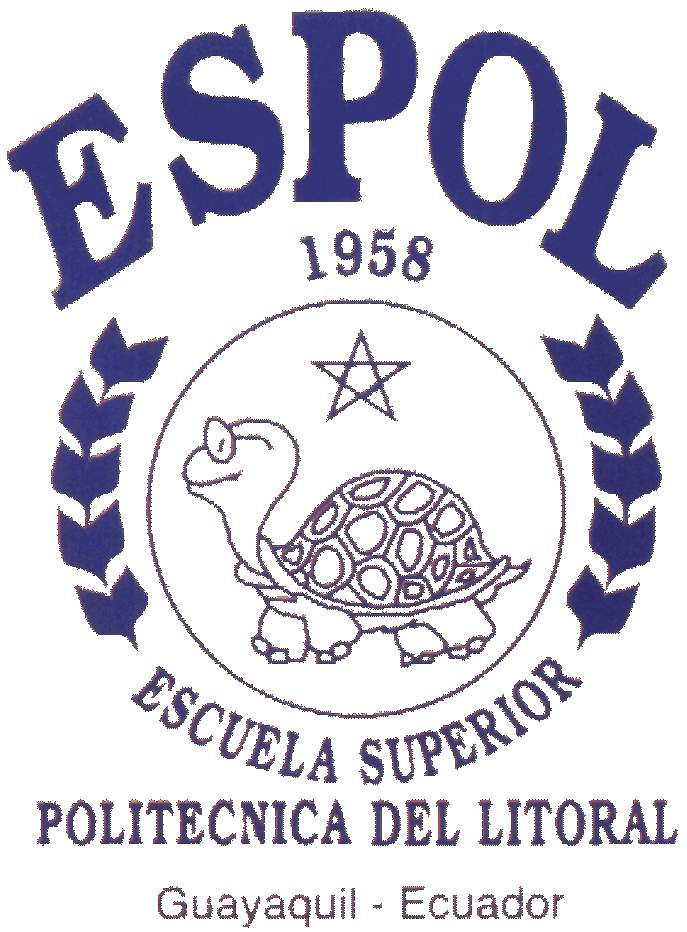 ESPOL
1958
ESCUELA SUPERIOR
POLITECNICA DEL LITORAL
Guayaquil - Ecuador